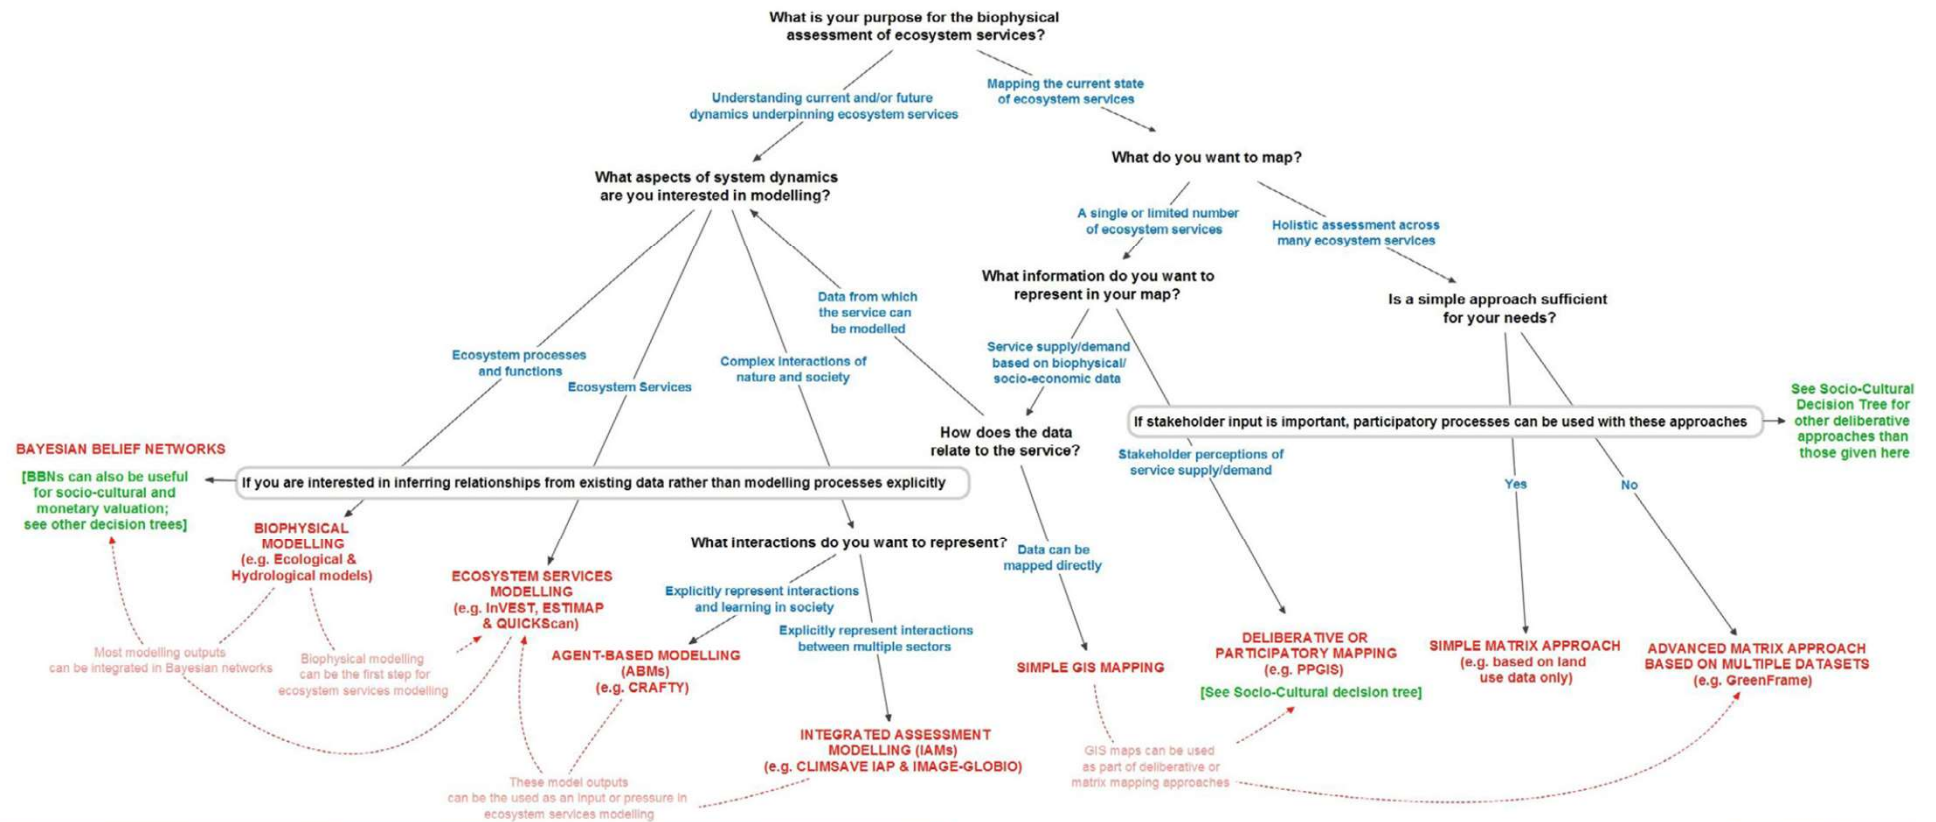 What is your purpose for the biophysical
assessment of ecosystem services?
Understanding current and/or future
dynamics underpinning ecosystem services
Mapping the current state
of ecosystem services
What aspects of system dynamics
are you interested in modelling?
What do you want to map?
A single or limited number
of ecosystem services
Holistic assessment across
many ecosystem services
What information do you want to
represent in your map?
Is a simple approach sufficient
for your needs?
Data from which
the service can
be modelled
Ecosystem processes
and functions
Ecosystem Services
Complex interactions of
nature and society
Service supply/demand
based on biophysical/
socio-economic data
How does the data
relate to the service?
If stakeholder input is important, participatory processes can be used with these approaches
See Socio-Cultural
Decision Tree for
other deliberative
approaches than
those given here
Stakeholder perceptions of
service supply/demand
Yes
No
BAYESIAN BELIEF NETWORKS
[BBNs can also be useful
for socio-cultural and
monetary valuation;
see other decision trees]
If you are interested in inferring relationships from existing data rather than modelling processes explicitly
BIOPHYSICAL
MODELLING
(e.g. Ecological &
Hydrological models)
ECOSYSTEM SERVICES
MODELLING
(e.g. InVEST, ESTIMAP
& QUICKScan)
What interactions do you want to represent?
Data can be
mapped directly
Explicitly represent interactions
and learning in society
Explicitly represent interactions
between multiple sectors
AGENT-BASED MODELLING
(ABMs)
(e.g. CRAFTY)
INTEGRATED ASSESSMENT
MODELLING (IAMs)
(e.g. CLIMSAVE IAP & IMAGE-GLOBIO)
SIMPLE GIS MAPPING
DELIBERATIVE OR
PARTICIPATORY MAPPING
(e.g. PPGIS)
[See Socio-Cultural decision tree]
SIMPLE MATRIX APPROACH
(e.g. based on land
use data only)
ADVANCED MATRIX APPROACH
BASED ON MULTIPLE DATASETS
(e.g. GreenFrame)
Most modelling outputs
can be integrated in Bayesian networks
Biophysical modelling
can be the first step for
ecosystem services modelling
These model outputs
can be the used as an input or pressure in
ecosystem services modelling
GIS maps can be used
as part of deliberative or
matrix mapping approaches